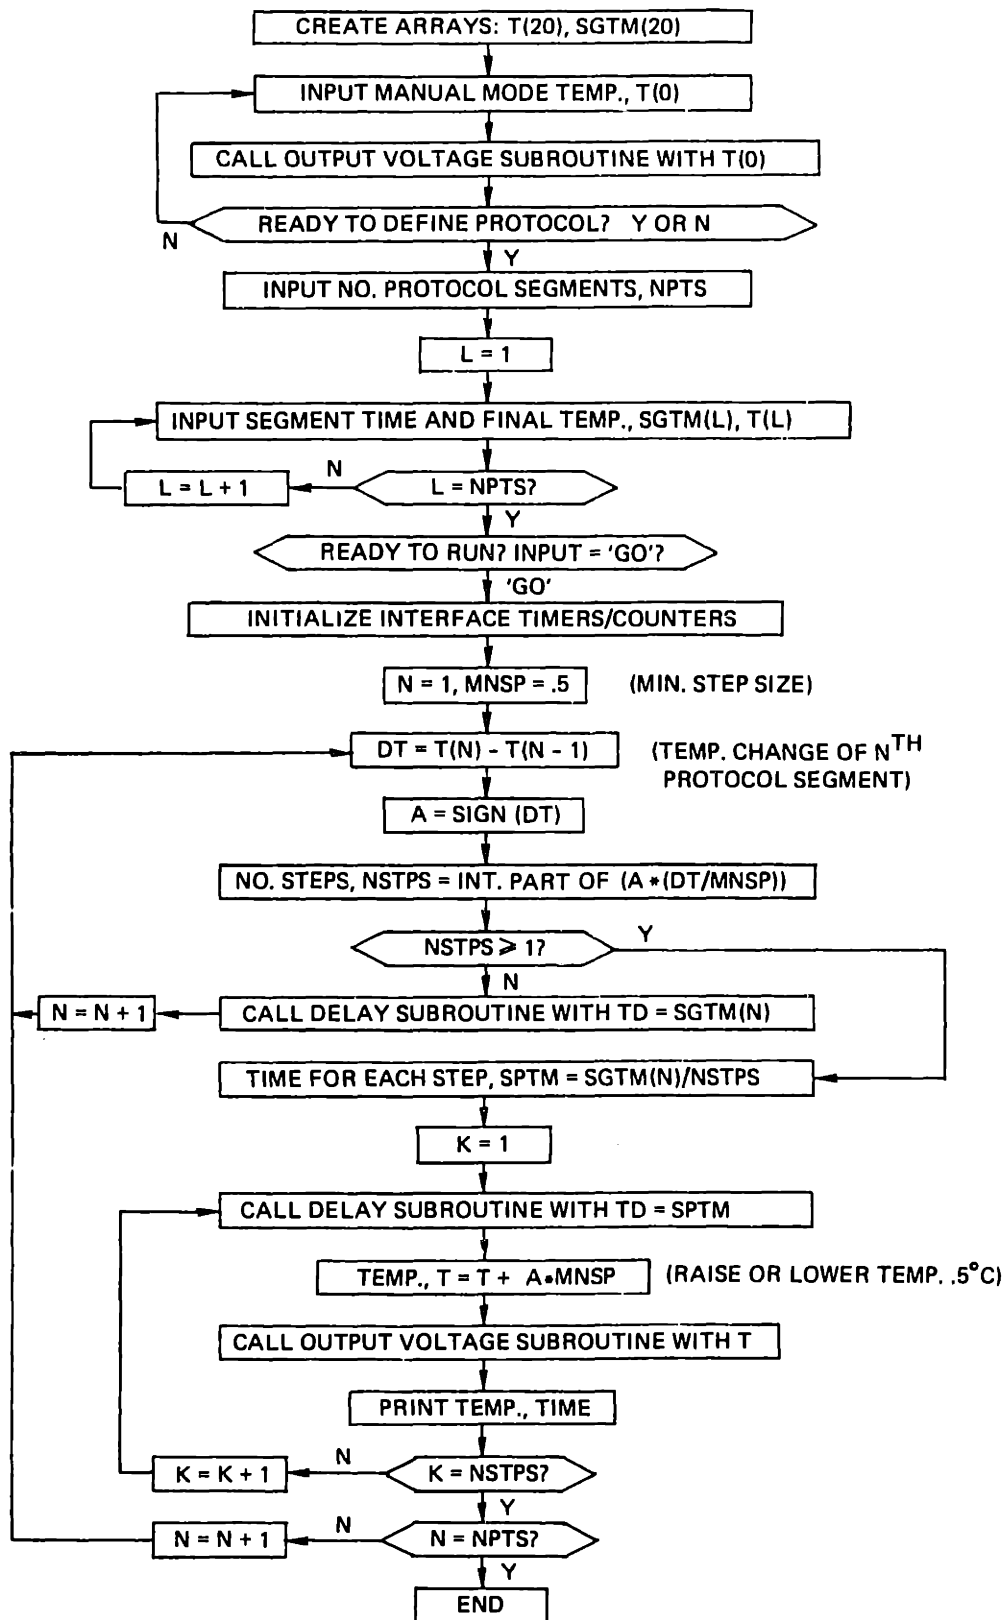 CREATE ARRAYS: T(20), SGTM(20)
INPUT MANUAL MODE TEMP., T(0)
CALL OUTPUT VOLTAGE SUBROUTINE WITH T(0)
READY TO DEFINE PROTOCOL? Y OR N
N
Y
INPUT NO. PROTOCOL SEGMENTS, NPTS
L = 1
INPUT SEGMENT TIME AND FINAL TEMP., SGTM(L), T(L)
L = L + 1
N
L = NPTS?
Y
READY TO RUN? INPUT = 'GO'?
'GO'
INITIALIZE INTERFACE TIMERS/COUNTERS
N = 1, MNSP = .5
(MIN. STEP SIZE)
DT = T(N) - T(N - 1)
(TEMP. CHANGE OF NTH
PROTOCOL SEGMENT)
A = SIGN (DT)
NO. STEPS, NSTPS = INT. PART OF (A*(DT/MNSP))
NSTPS ⩾ 1?
Y
N
N = N + 1
CALL DELAY SUBROUTINE WITH TD = SGTM(N)
TIME FOR EACH STEP, SPTM = SGTM(N)/NSTPS
K = 1
CALL DELAY SUBROUTINE WITH TD = SPTM
TEMP., T = T + A•MNSP
(RAISE OR LOWER TEMP. .5°C)
CALL OUTPUT VOLTAGE SUBROUTINE WITH T
PRINT TEMP., TIME
K = K + 1
N
K = NSTPS?
Y
N = N + 1
N
N = NPTS?
Y
END